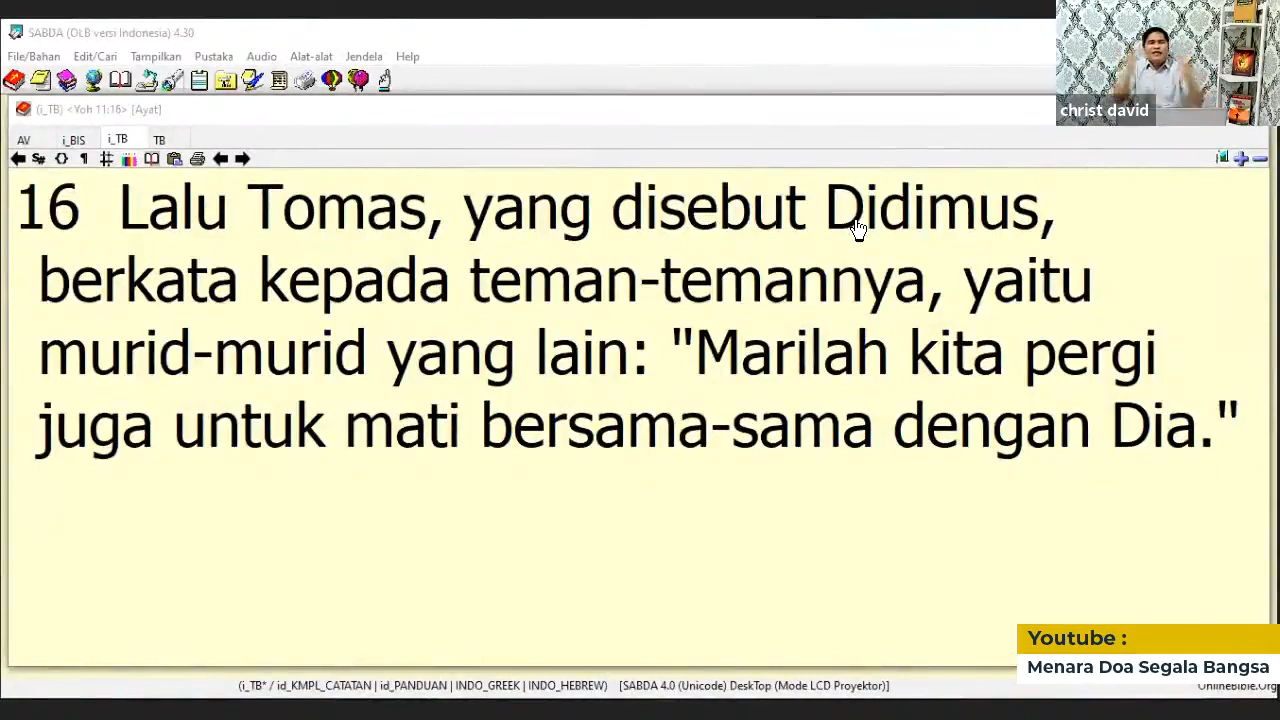 SABDA (OLB versi Indonesia) 4.30
File/Bahan Edit/Cari Tampilkan Pustaka Audio Alat-alat Jendela Help
christ david
(i_TB) <Yoh 11:16> [Ayat]
AV i_BIS i_TB TB
16 Lalu Tomas, yang disebut Didimus,
berkata kepada teman-temannya, yaitu
murid-murid yang lain: "Marilah kita pergi
juga untuk mati bersama-sama dengan Dia."
Youtube :
Menara Doa Segala Bangsa
(i_TB* / id_KMPL_CATATAN | id_PANDUAN | INDO_GREEK | INDO_HEBREW) [SABDA 4.0 (Unicode) DeskTop (Mode LCD Proyektor)]
OnlineBible.Org